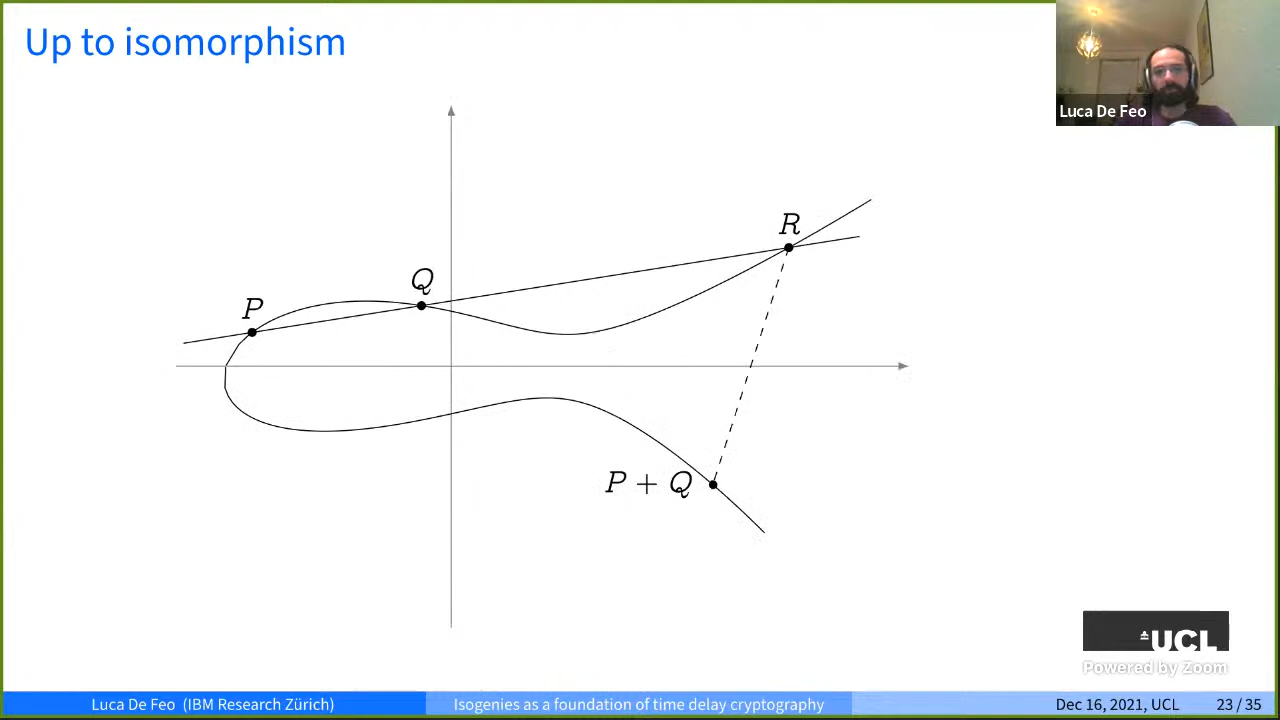 Up to isomorphism
Luca De Feo
R
Q
P
P + Q
UCL
Powered by Zoom
Luca De Feo (IBM Research Zürich)
Isogenies as a foundation of time delay cryptography
Dec 16, 2021, UCL
23 / 35